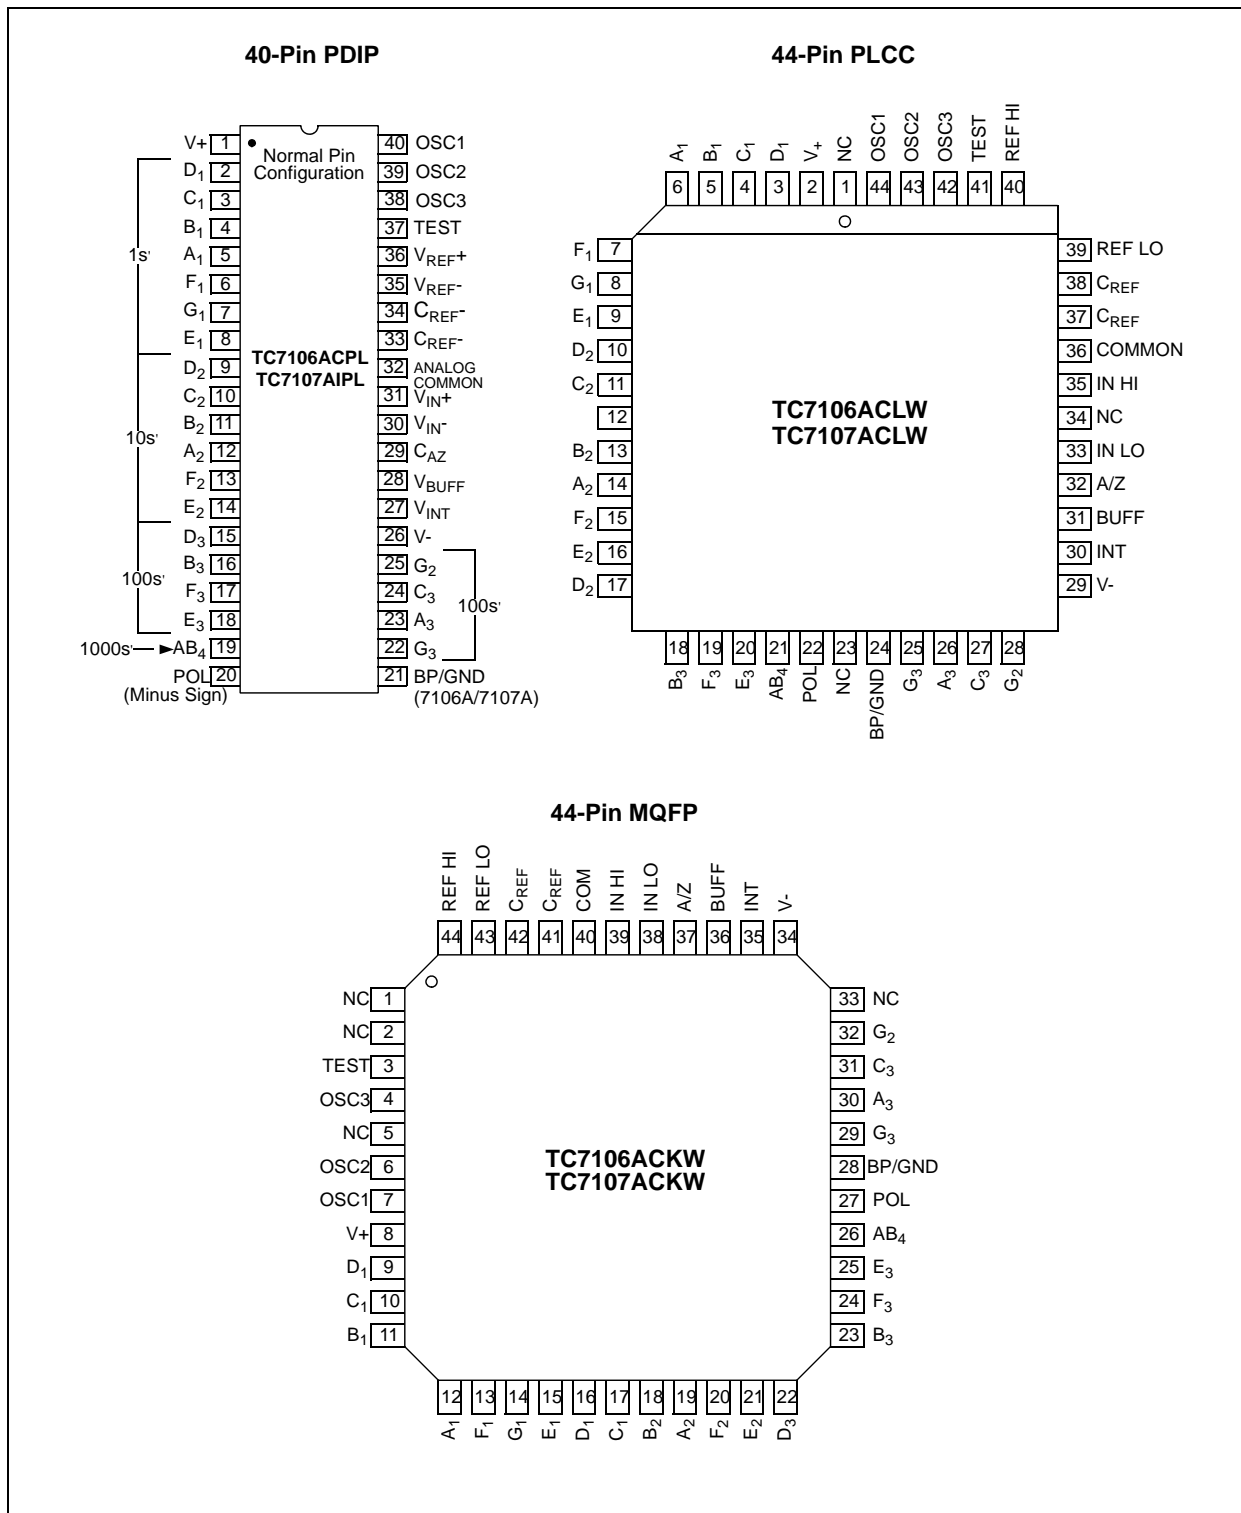 40-Pin PDIP
V+ 1
D1 2
C1 3
B1 4
A1 5
F1 6
G1 7
E1 8
D2 9
C2 10
B2 11
A2 12
F2 13
E2 14
D3 15
B3 16
F3 17
E3 18
AB4 19
POL 20
(Minus Sign)
1s'
10s'
100s'
1000s'
Normal Pin
Configuration
TC7106ACPL
TC7107AIPL
40 OSC1
39 OSC2
38 OSC3
37 TEST
36 VREF+
35 VREF-
34 CREF-
33 CREF-
32 ANALOG
COMMON
31 VIN+
30 VIN-
29 CAZ
28 VBUFF
27 VINT
26 V-
25 G2
24 C3
23 A3
22 G3
21 BP/GND
(7106A/7107A)
100s'
44-Pin PLCC
A1 B1 C1 D1 V+ NC OSC1 OSC2 OSC3 TEST REF HI
6 5 4 3 2 1 44 43 42 41 40
F1 7
G1 8
E1 9
D2 10
C2 11
12
B2 13
A2 14
F2 15
E2 16
D2 17
TC7106ACLW
TC7107ACLW
39 REF LO
38 CREF
37 CREF
36 COMMON
35 IN HI
34 NC
33 IN LO
32 A/Z
31 BUFF
30 INT
29 V-
18 19 20 21 22 23 24 25 26 27 28
B3 F3 E3 AB4 POL NC BP/GND G3 A3 C3 G2
44-Pin MQFP
REF HI REF LO CREF CREF COM IN HI IN LO A/Z BUFF INT V-
44 43 42 41 40 39 38 37 36 35 34
NC 1
NC 2
TEST 3
OSC3 4
NC 5
OSC2 6
OSC1 7
V+ 8
D1 9
C1 10
B1 11
TC7106ACKW
TC7107ACKW
33 NC
32 G2
31 C3
30 A3
29 G3
28 BP/GND
27 POL
26 AB4
25 E3
24 F3
23 B3
12 13 14 15 16 17 18 19 20 21 22
A1 F1 G1 E1 D1 C1 B2 A2 F2 E2 D3